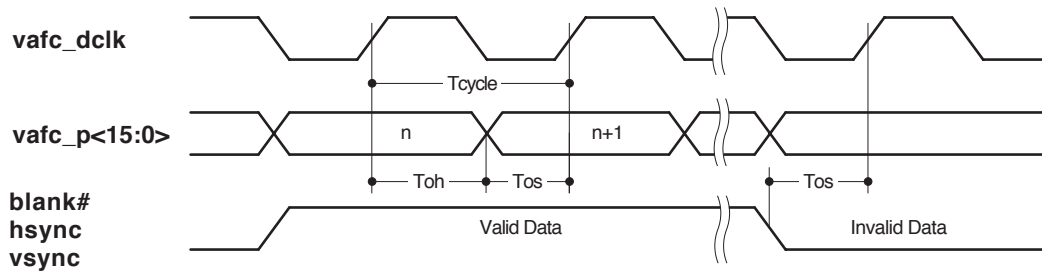 vafc_dclk
Tcycle
vafc_p<15:0>
n
n+1
Toh
Tos
Tos
blank#
hsync
vsync
Valid Data
Invalid Data